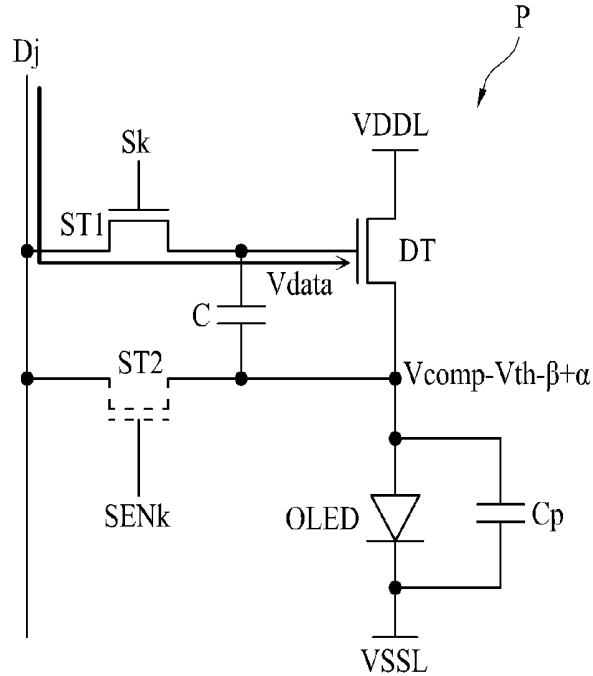 P
Dj
VDDL
Sk
ST1
DT
Vdata
C
ST2
Vcomp-Vth-β+α
SENk
OLED
Cp
VSSL